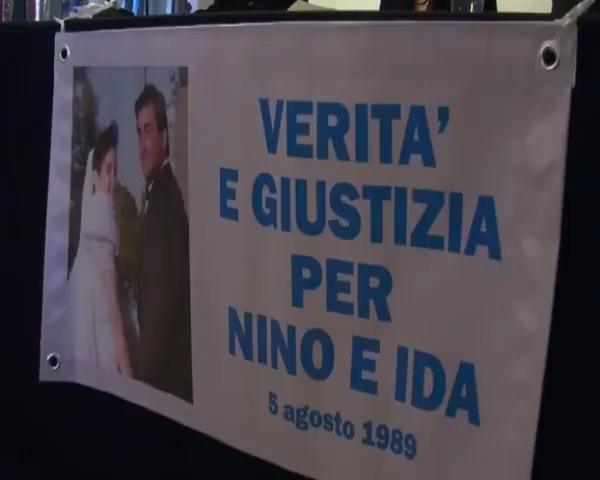 VERITA'
E GIUSTIZIA
PER
NINO E IDA
5 agosto 1989